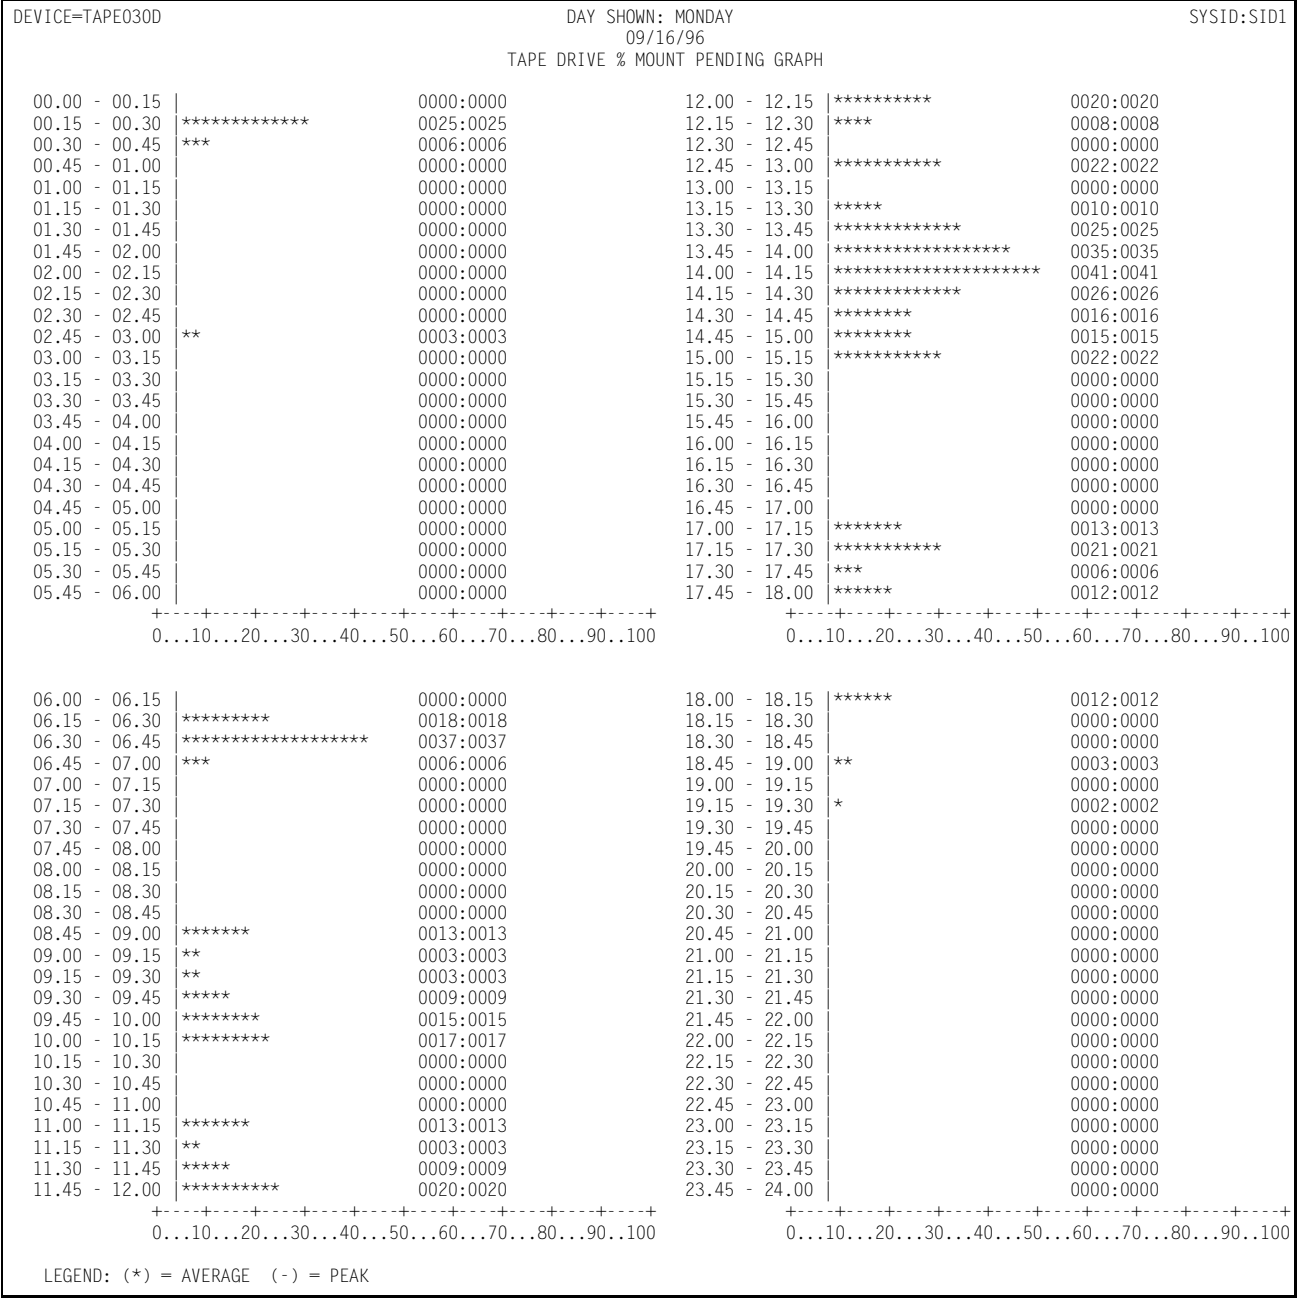 DEVICE=TAPE030D DAY SHOWN: MONDAY SYSID:SID1
09/16/96
TAPE DRIVE % MOUNT PENDING GRAPH
00.00 - 00.15 | 0000:0000 12.00 - 12.15 |********** 0020:0020
00.15 - 00.30 |************* 0025:0025 12.15 - 12.30 |**** 0008:0008
00.30 - 00.45 |*** 0006:0006 12.30 - 12.45 | 0000:0000
00.45 - 01.00 | 0000:0000 12.45 - 13.00 |*********** 0022:0022
01.00 - 01.15 | 0000:0000 13.00 - 13.15 | 0000:0000
01.15 - 01.30 | 0000:0000 13.15 - 13.30 |***** 0010:0010
01.30 - 01.45 | 0000:0000 13.30 - 13.45 |************* 0025:0025
01.45 - 02.00 | 0000:0000 13.45 - 14.00 |****************** 0035:0035
02.00 - 02.15 | 0000:0000 14.00 - 14.15 |********************* 0041:0041
02.15 - 02.30 | 0000:0000 14.15 - 14.30 |************* 0026:0026
02.30 - 02.45 | 0000:0000 14.30 - 14.45 |******** 0016:0016
02.45 - 03.00 |** 0003:0003 14.45 - 15.00 |******** 0015:0015
03.00 - 03.15 | 0000:0000 15.00 - 15.15 |*********** 0022:0022
03.15 - 03.30 | 0000:0000 15.15 - 15.30 | 0000:0000
03.30 - 03.45 | 0000:0000 15.30 - 15.45 | 0000:0000
03.45 - 04.00 | 0000:0000 15.45 - 16.00 | 0000:0000
04.00 - 04.15 | 0000:0000 16.00 - 16.15 | 0000:0000
04.15 - 04.30 | 0000:0000 16.15 - 16.30 | 0000:0000
04.30 - 04.45 | 0000:0000 16.30 - 16.45 | 0000:0000
04.45 - 05.00 | 0000:0000 16.45 - 17.00 | 0000:0000
05.00 - 05.15 | 0000:0000 17.00 - 17.15 |******* 0013:0013
05.15 - 05.30 | 0000:0000 17.15 - 17.30 |*********** 0021:0021
05.30 - 05.45 | 0000:0000 17.30 - 17.45 |*** 0006:0006
05.45 - 06.00 | 0000:0000 17.45 - 18.00 |****** 0012:0012
+----+----+----+----+----+----+----+----+----+----+ +----+----+----+----+----+----+----+----+----+----+
0...10...20...30...40...50...60...70...80...90..100 0...10...20...30...40...50...60...70...80...90..100
06.00 - 06.15 | 0000:0000 18.00 - 18.15 |****** 0012:0012
06.15 - 06.30 |********* 0018:0018 18.15 - 18.30 | 0000:0000
06.30 - 06.45 |******************* 0037:0037 18.30 - 18.45 | 0000:0000
06.45 - 07.00 |*** 0006:0006 18.45 - 19.00 |** 0003:0003
07.00 - 07.15 | 0000:0000 19.00 - 19.15 | 0000:0000
07.15 - 07.30 | 0000:0000 19.15 - 19.30 |* 0002:0002
07.30 - 07.45 | 0000:0000 19.30 - 19.45 | 0000:0000
07.45 - 08.00 | 0000:0000 19.45 - 20.00 | 0000:0000
08.00 - 08.15 | 0000:0000 20.00 - 20.15 | 0000:0000
08.15 - 08.30 | 0000:0000 20.15 - 20.30 | 0000:0000
08.30 - 08.45 | 0000:0000 20.30 - 20.45 | 0000:0000
08.45 - 09.00 |******* 0013:0013 20.45 - 21.00 | 0000:0000
09.00 - 09.15 |** 0003:0003 21.00 - 21.15 | 0000:0000
09.15 - 09.30 |** 0003:0003 21.15 - 21.30 | 0000:0000
09.30 - 09.45 |***** 0009:0009 21.30 - 21.45 | 0000:0000
09.45 - 10.00 |******** 0015:0015 21.45 - 22.00 | 0000:0000
10.00 - 10.15 |********* 0017:0017 22.00 - 22.15 | 0000:0000
10.15 - 10.30 | 0000:0000 22.15 - 22.30 | 0000:0000
10.30 - 10.45 | 0000:0000 22.30 - 22.45 | 0000:0000
10.45 - 11.00 | 0000:0000 22.45 - 23.00 | 0000:0000
11.00 - 11.15 |******* 0013:0013 23.00 - 23.15 | 0000:0000
11.15 - 11.30 |** 0003:0003 23.15 - 23.30 | 0000:0000
11.30 - 11.45 |***** 0009:0009 23.30 - 23.45 | 0000:0000
11.45 - 12.00 |********** 0020:0020 23.45 - 24.00 | 0000:0000
+----+----+----+----+----+----+----+----+----+----+ +----+----+----+----+----+----+----+----+----+----+
0...10...20...30...40...50...60...70...80...90..100 0...10...20...30...40...50...60...70...80...90..100
LEGEND: (*) = AVERAGE (-) = PEAK